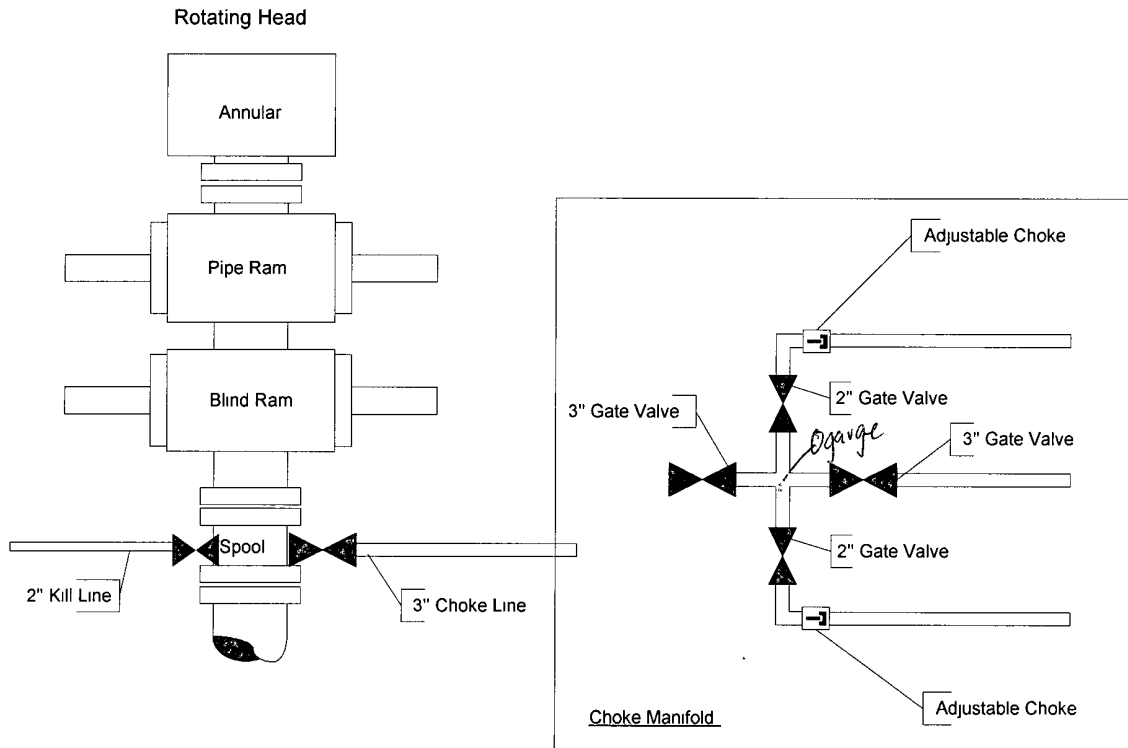 Rotating Head
Annular
Pipe Ram
Blind Ram
Spool
2" Kill Line
3" Choke Line
Adjustable Choke
2" Gate Valve
3" Gate Valve
gauge
3" Gate Valve
2" Gate Valve
Adjustable Choke
Choke Manifold